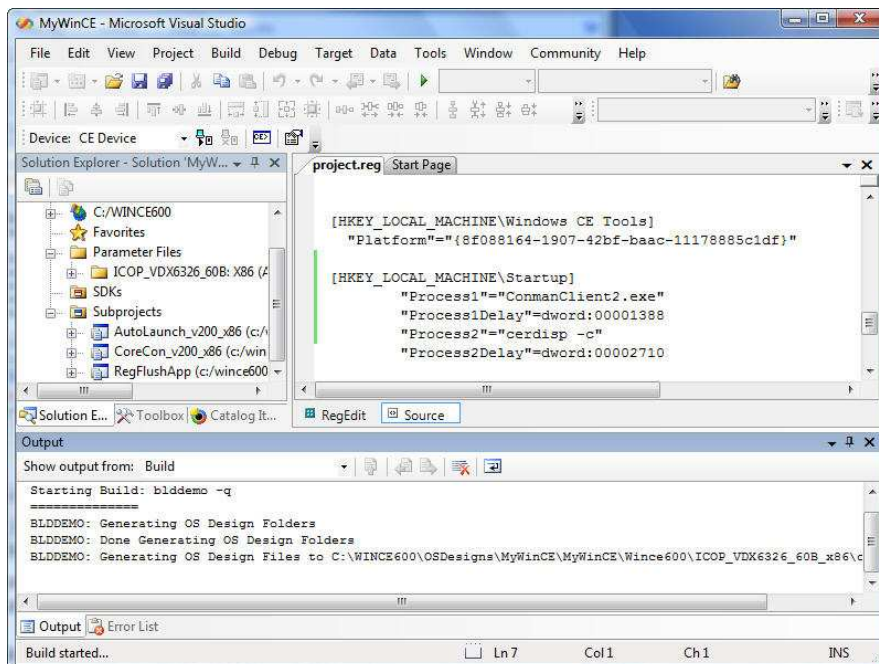 MyWinCE - Microsoft Visual Studio
File Edit View Project Build Debug Target Data Tools Window Community Help
Device: CE Device
Solution Explorer - Solution 'MyW...
project.reg Start Page
C:/WINCE600
Favorites
Parameter Files
ICOP_VDX6326_60B: X86 (A
SDKs
Subprojects
AutoLaunch_v200_x86 (c:/
CoreCon_v200_x86 (c:/win
RegFlushApp (c:/wince600
[HKEY_LOCAL_MACHINE\Windows CE Tools]
"Platform"="{8f088164-1907-42bf-baac-11178885c1df}"
[HKEY_LOCAL_MACHINE\Startup]
"Process1"="ConmanClient2.exe"
"Process1Delay"=dword:00001388
"Process2"="cerdisp -c"
"Process2Delay"=dword:00002710
Solution E... Toolbox Catalog It...
RegEdit Source
Output
Show output from: Build
Starting Build: blddemo -q
==============
BLDDEMO: Generating OS Design Folders
BLDDEMO: Done Generating OS Design Folders
BLDDEMO: Generating OS Design Files to C:\WINCE600\OSDesigns\MyWinCE\MyWinCE\Wince600\ICOP_VDX6326_60B_x86\c
Output Error List
Build started... Ln 7 Col 1 Ch 1 INS